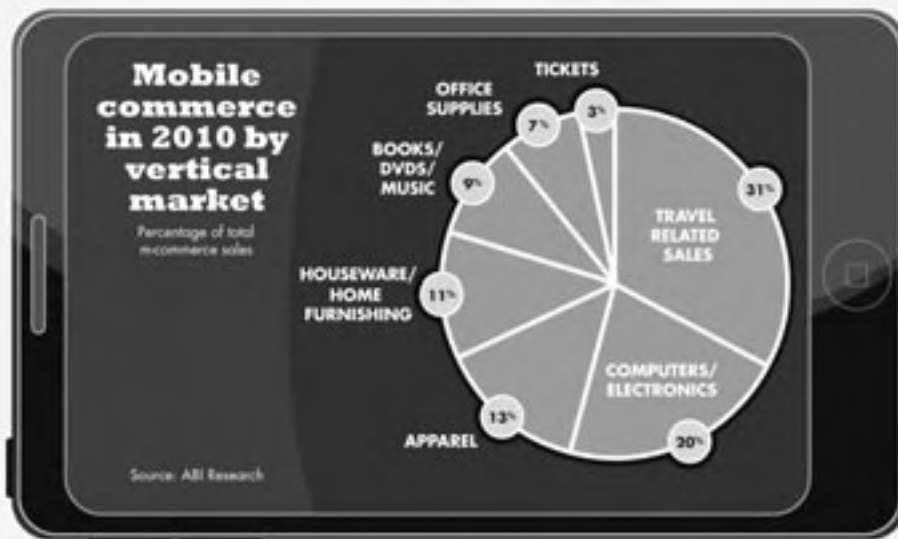 Mobile
commerce
in 2010 by
vertical
market
Percentage of total
m-commerce sales
TICKETS
3%
OFFICE
SUPPLIES
7%
BOOKS/
DVDS/
MUSIC
9%
HOUSEWARE/
HOME
FURNISHING
11%
APPAREL
13%
COMPUTERS/
ELECTRONICS
20%
TRAVEL
RELATED
SALES
31%
Source: ABI Research